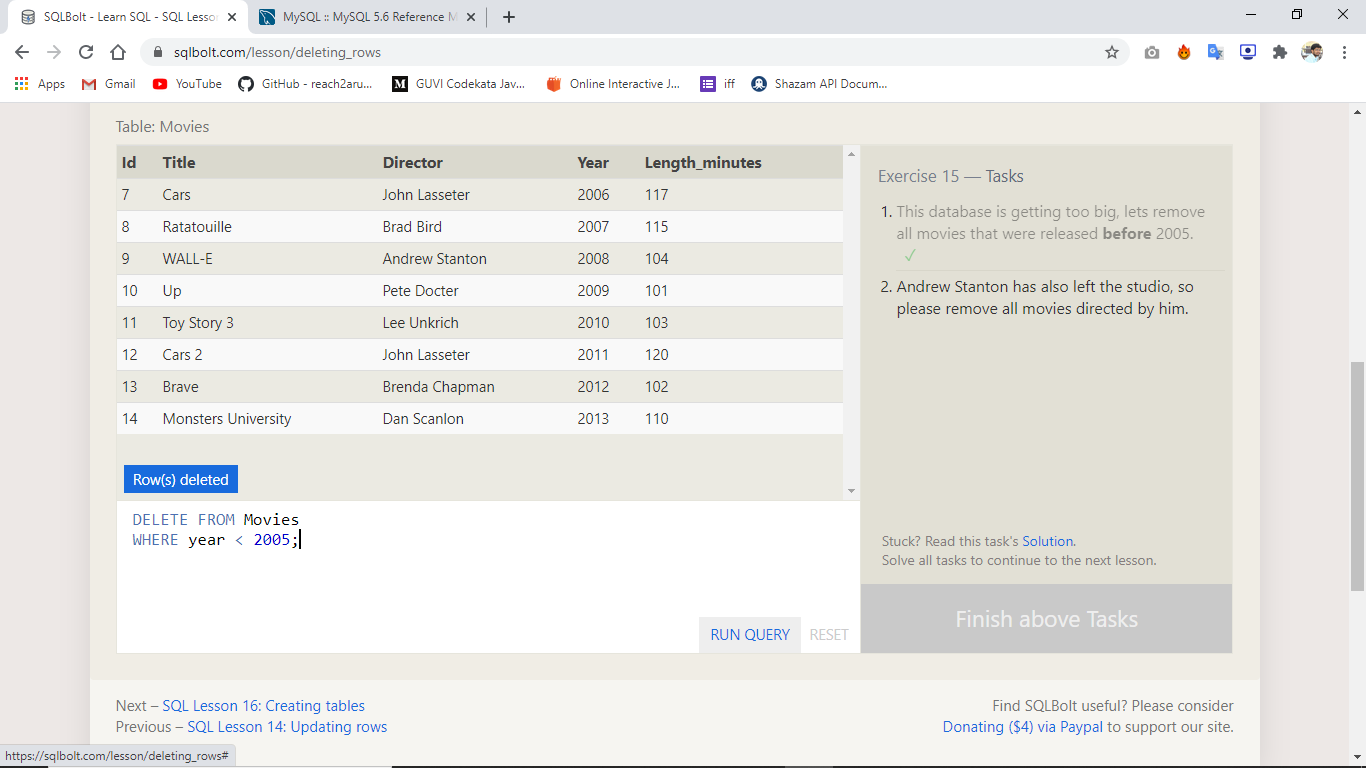 SQLBolt - Learn SQL - SQL Lesson
MySQL :: MySQL 5.6 Reference M
sqlbolt.com/lesson/deleting_rows
Apps Gmail YouTube GitHub - reach2aru... GUVI Codekata Jav... Online Interactive J... iff Shazam API Docum...
Table: Movies
Id Title Director Year Length_minutes
7 Cars John Lasseter 2006 117
8 Ratatouille Brad Bird 2007 115
9 WALL-E Andrew Stanton 2008 104
10 Up Pete Docter 2009 101
11 Toy Story 3 Lee Unkrich 2010 103
12 Cars 2 John Lasseter 2011 120
13 Brave Brenda Chapman 2012 102
14 Monsters University Dan Scanlon 2013 110
Row(s) deleted
DELETE FROM Movies
WHERE year < 2005;
RUN QUERY RESET
Exercise 15 — Tasks
1. This database is getting too big, lets remove
all movies that were released before 2005.
✓
2. Andrew Stanton has also left the studio, so
please remove all movies directed by him.
Stuck? Read this task's Solution.
Solve all tasks to continue to the next lesson.
Finish above Tasks
Next – SQL Lesson 16: Creating tables
Previous – SQL Lesson 14: Updating rows
Find SQLBolt useful? Please consider
Donating ($4) via Paypal to support our site.
https://sqlbolt.com/lesson/deleting_rows#